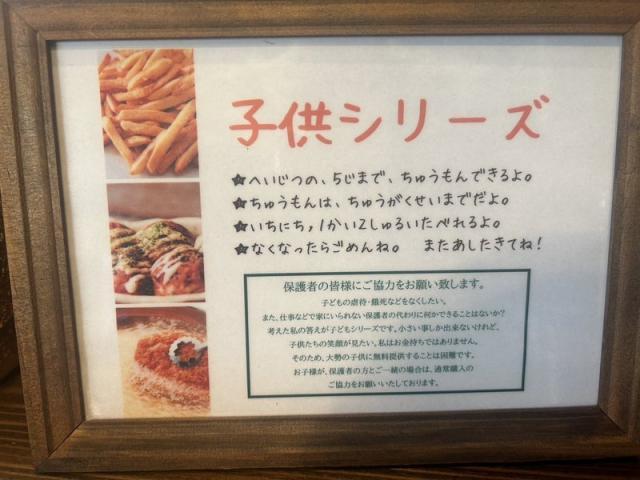 子供シリーズ
★へいじつの、5じまで、ちゅうもんできるよ。
★ちゅうもんは、ちゅうがくせいまでだよ。
★いちにち,1かい2しゅるいたべれるよ。
★なくなったらごめんね。 またあしたきてね!
保護者の皆様にご協力をお願い致します。
子どもの虐待・餓死などをなくしたい。
また、仕事などで家にいられない保護者の代わりに何かできることはないか?
考えた私の答えが子どもシリーズです。小さい事しか出来ないけれど、
子供たちの笑顔が見たい。私はお金持ちではありません。
そのため、大勢の子供に無料提供することは困難です。
お子様が、保護者の方とご一緒の場合は、通常購入の
ご協力をお願いいたしております。